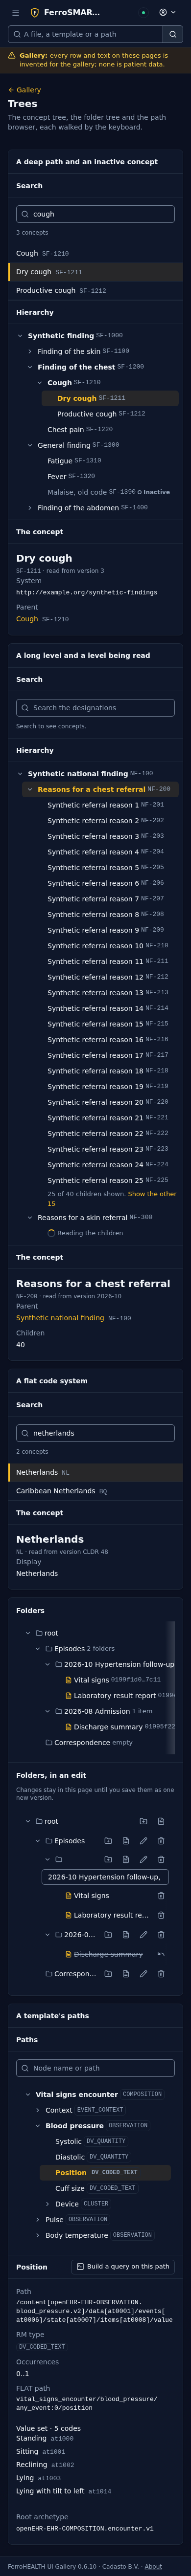 FerroSMAR...
A file, a template or a path
Gallery: every row and text on these pages is
invented for the gallery; none is patient data.
← Gallery
Trees
The concept tree, the folder tree and the path
browser, each walked by the keyboard.
A deep path and an inactive concept
Search
cough
3 concepts
Cough SF-1210
Dry cough SF-1211
Productive cough SF-1212
Hierarchy
Synthetic finding SF-1000
Finding of the skin SF-1100
Finding of the chest SF-1200
Cough SF-1210
Dry cough SF-1211
Productive cough SF-1212
Chest pain SF-1220
General finding SF-1300
Fatigue SF-1310
Fever SF-1320
Malaise, old code SF-1390 Inactive
Finding of the abdomen SF-1400
The concept
Dry cough
SF-1211 · read from version 3
System
http://example.org/synthetic-findings
Parent
Cough SF-1210
A long level and a level being read
Search
Search the designations
Search to see concepts.
Hierarchy
Synthetic national finding NF-100
Reasons for a chest referral NF-200
Synthetic referral reason 1 NF-201
Synthetic referral reason 2 NF-202
Synthetic referral reason 3 NF-203
Synthetic referral reason 4 NF-204
Synthetic referral reason 5 NF-205
Synthetic referral reason 6 NF-206
Synthetic referral reason 7 NF-207
Synthetic referral reason 8 NF-208
Synthetic referral reason 9 NF-209
Synthetic referral reason 10 NF-210
Synthetic referral reason 11 NF-211
Synthetic referral reason 12 NF-212
Synthetic referral reason 13 NF-213
Synthetic referral reason 14 NF-214
Synthetic referral reason 15 NF-215
Synthetic referral reason 16 NF-216
Synthetic referral reason 17 NF-217
Synthetic referral reason 18 NF-218
Synthetic referral reason 19 NF-219
Synthetic referral reason 20 NF-220
Synthetic referral reason 21 NF-221
Synthetic referral reason 22 NF-222
Synthetic referral reason 23 NF-223
Synthetic referral reason 24 NF-224
Synthetic referral reason 25 NF-225
25 of 40 children shown. Show the other
15
Reasons for a skin referral NF-300
Reading the children
The concept
Reasons for a chest referral
NF-200 · read from version 2026-10
Parent
Synthetic national finding NF-100
Children
40
A flat code system
Search
netherlands
2 concepts
Netherlands NL
Caribbean Netherlands BQ
The concept
Netherlands
NL · read from version CLDR 48
Display
Netherlands
Folders
root
Episodes 2 folders
2026-10 Hypertension follow-up
Vital signs 0199f1d0…7c11
Laboratory result report
2026-08 Admission 1 item
Discharge summary
Correspondence empty
Folders, in an edit
Changes stay in this page until you save them as one
new version.
root
Episodes
2026-10 Hypertension follow-up,
Vital signs
Laboratory result re...
2026-0...
Discharge summary
Correspon...
A template's paths
Paths
Node name or path
Vital signs encounter COMPOSITION
Context EVENT_CONTEXT
Blood pressure OBSERVATION
Systolic DV_QUANTITY
Diastolic DV_QUANTITY
Position DV_CODED_TEXT
Cuff size DV_CODED_TEXT
Device CLUSTER
Pulse OBSERVATION
Body temperature OBSERVATION
Position
Build a query on this path
Path
/content[openEHR-EHR-OBSERVATION.
blood_pressure.v2]/data[at0001]/events[
at0006]/state[at0007]/items[at0008]/value
RM type
DV_CODED_TEXT
Occurrences
0..1
FLAT path
vital_signs_encounter/blood_pressure/
any_event:0/position
Value set · 5 codes
Standing at1000
Sitting at1001
Reclining at1002
Lying at1003
Lying with tilt to left at1014
Root archetype
openEHR-EHR-COMPOSITION.encounter.v1
FerroHEALTH UI Gallery 0.6.10 · Cadasto B.V. · About